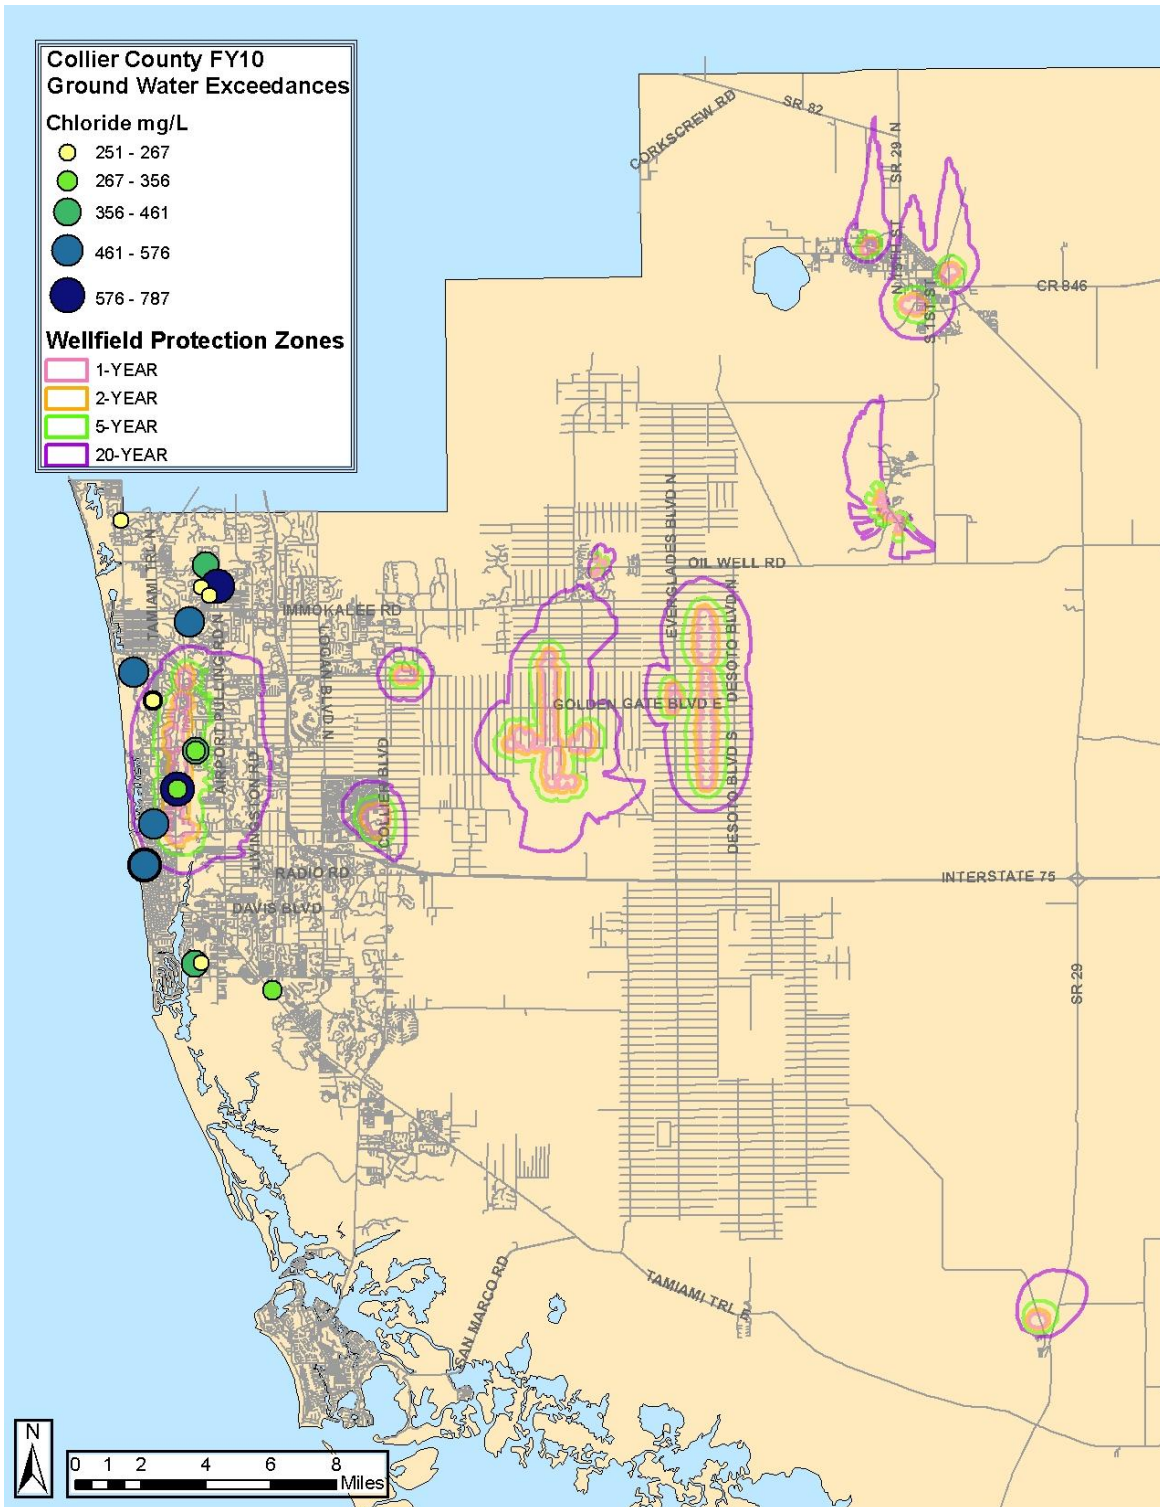 Collier County FY10
Ground Water Exceedances
Chloride mg/L
251 - 267
267 - 356
356 - 461
461 - 576
576 - 787
Wellfield Protection Zones
1-YEAR
2-YEAR
5-YEAR
20-YEAR
CORKSCREW RD
SR 82
SR 29 N
N 15TH ST
S 1ST ST
CR 846
TAMIAMI TRL N
EVERGLADES BLVD N
OIL WELL RD
IMMOKALEE RD
AIRPORT PULLING RD N
LOGAN BLVD N
DESOTO BLVD N
GOLDEN GATE BLVD E
LIVINGSTON RD
COLLIER BLVD
DESOTO BLVD S
RADIO RD
INTERSTATE 75
DAVIS BLVD
SR 29
SAN MARCO RD
TAMIAMI TRL E
N
0 1 2 4 6 8
Miles